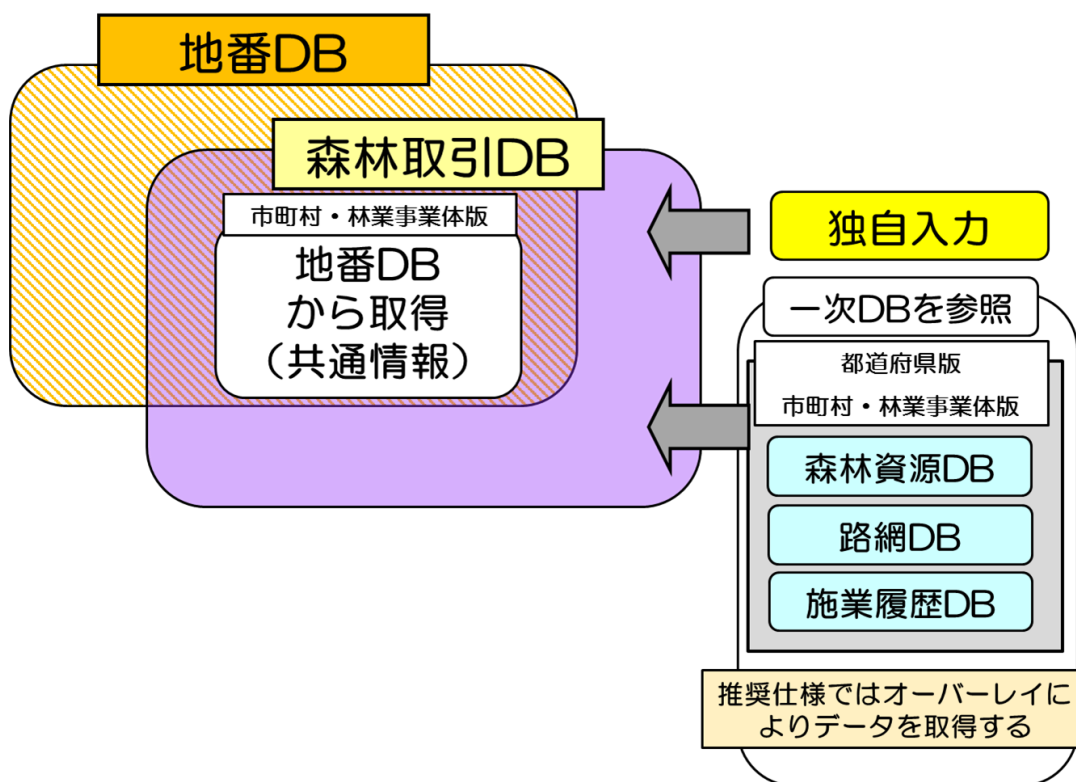 地番DB
森林取引DB
市町村・林業事業体版
地番DB
から取得
（共通情報）
独自入力
一次DBを参照
都道府県版
市町村・林業事業体版
森林資源DB
路網DB
施業履歴DB
推奨仕様ではオーバーレイに
よりデータを取得する